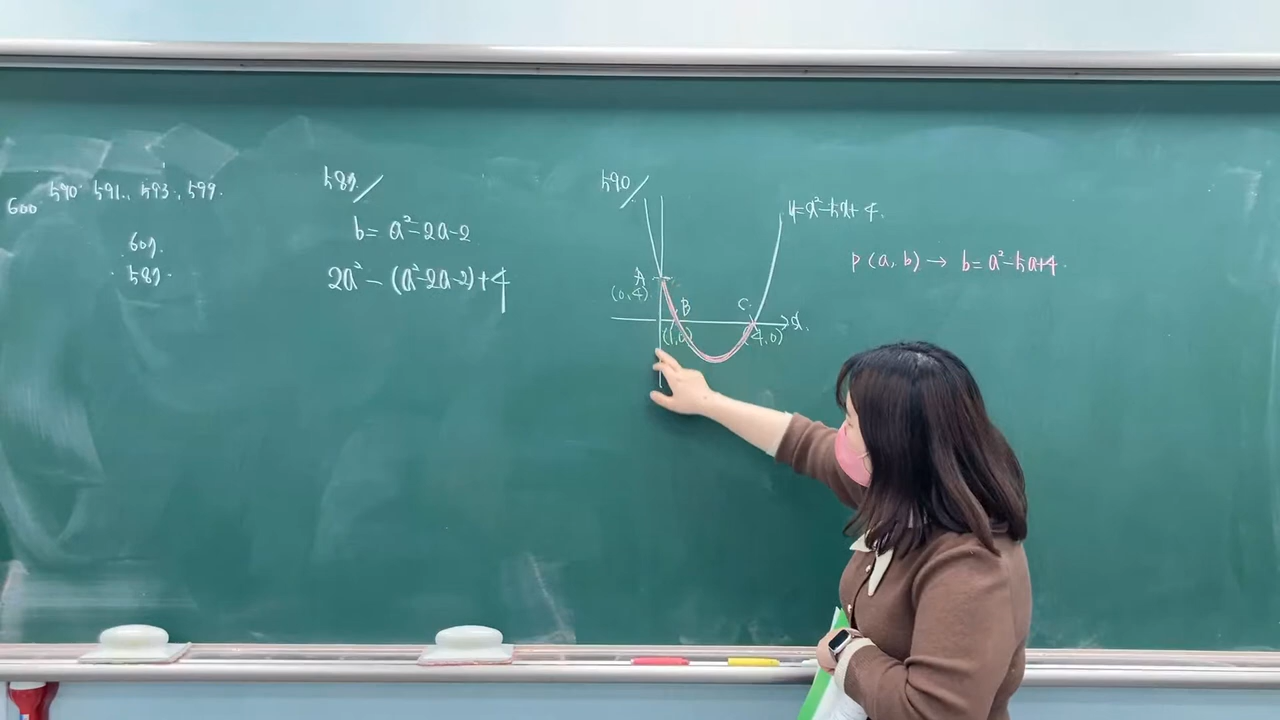 600 590. 591., 593., 599.
609.
589.
589/
b = a²-2a-2
2a² - (a²-2a-2)+4
590/
y=x²-5x+4.
A
(0,4)
B
C
x.
(1,0)
(4,0)
P(a,b) → b=a²-5a+4.